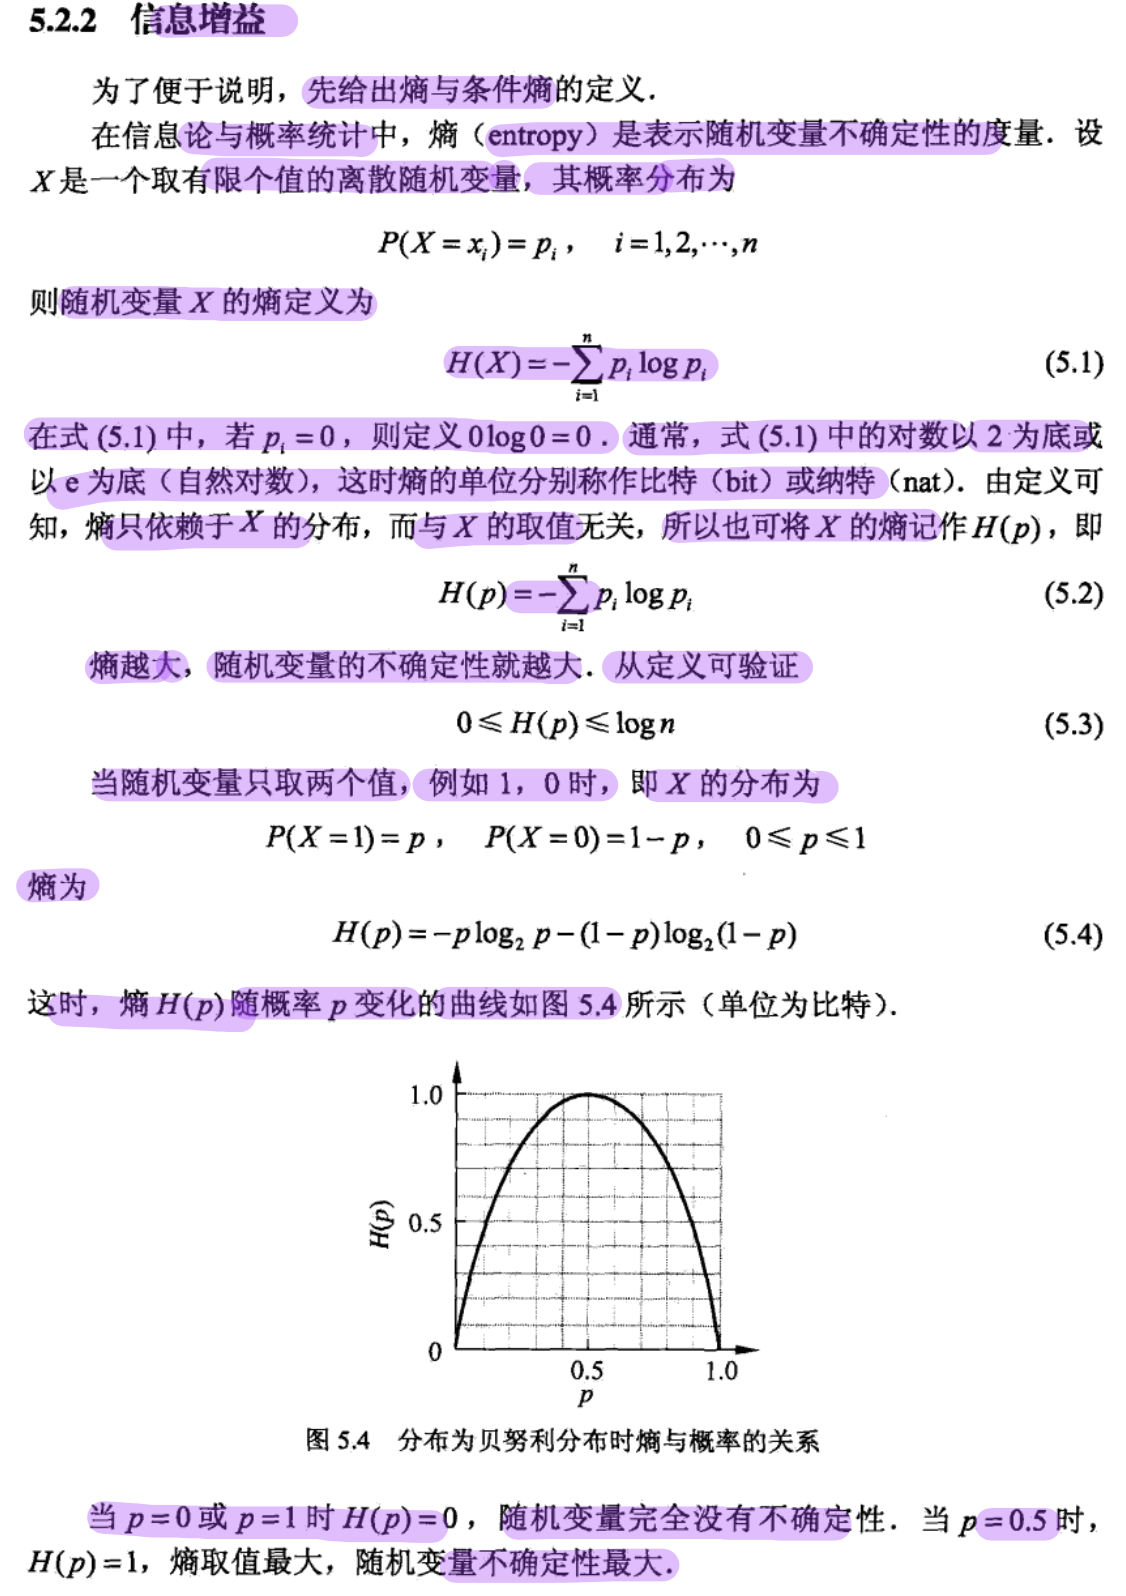 5.2.2 信息增益
为了便于说明，先给出熵与条件熵的定义．
在信息论与概率统计中，熵（entropy）是表示随机变量不确定性的度量．设
X 是一个取有限个值的离散随机变量，其概率分布为
P(X = x_i) = p_i ， i = 1,2,⋯,n
则随机变量 X 的熵定义为
H(X) = −∑_{i=1}^{n} p_i log p_i (5.1)
在式 (5.1) 中，若 p_i = 0，则定义 0 log 0 = 0．通常，式 (5.1) 中的对数以 2 为底或
以 e 为底（自然对数），这时熵的单位分别称作比特（bit）或纳特（nat）．由定义可
知，熵只依赖于 X 的分布，而与 X 的取值无关，所以也可将 X 的熵记作 H(p)，即
H(p) = −∑_{i=1}^{n} p_i log p_i (5.2)
熵越大，随机变量的不确定性就越大．从定义可验证
0 ≤ H(p) ≤ log n (5.3)
当随机变量只取两个值，例如 1，0 时，即 X 的分布为
P(X = 1) = p ， P(X = 0) = 1 − p ， 0 ≤ p ≤ 1
熵为
H(p) = −p log₂ p − (1 − p) log₂ (1 − p) (5.4)
这时，熵 H(p) 随概率 p 变化的曲线如图 5.4 所示（单位为比特）．
1.0
H(p)
0.5
0
0.5
1.0
p
图 5.4 分布为贝努利分布时熵与概率的关系
当 p = 0 或 p = 1 时 H(p) = 0，随机变量完全没有不确定性．当 p = 0.5 时，
H(p) = 1，熵取值最大，随机变量不确定性最大．